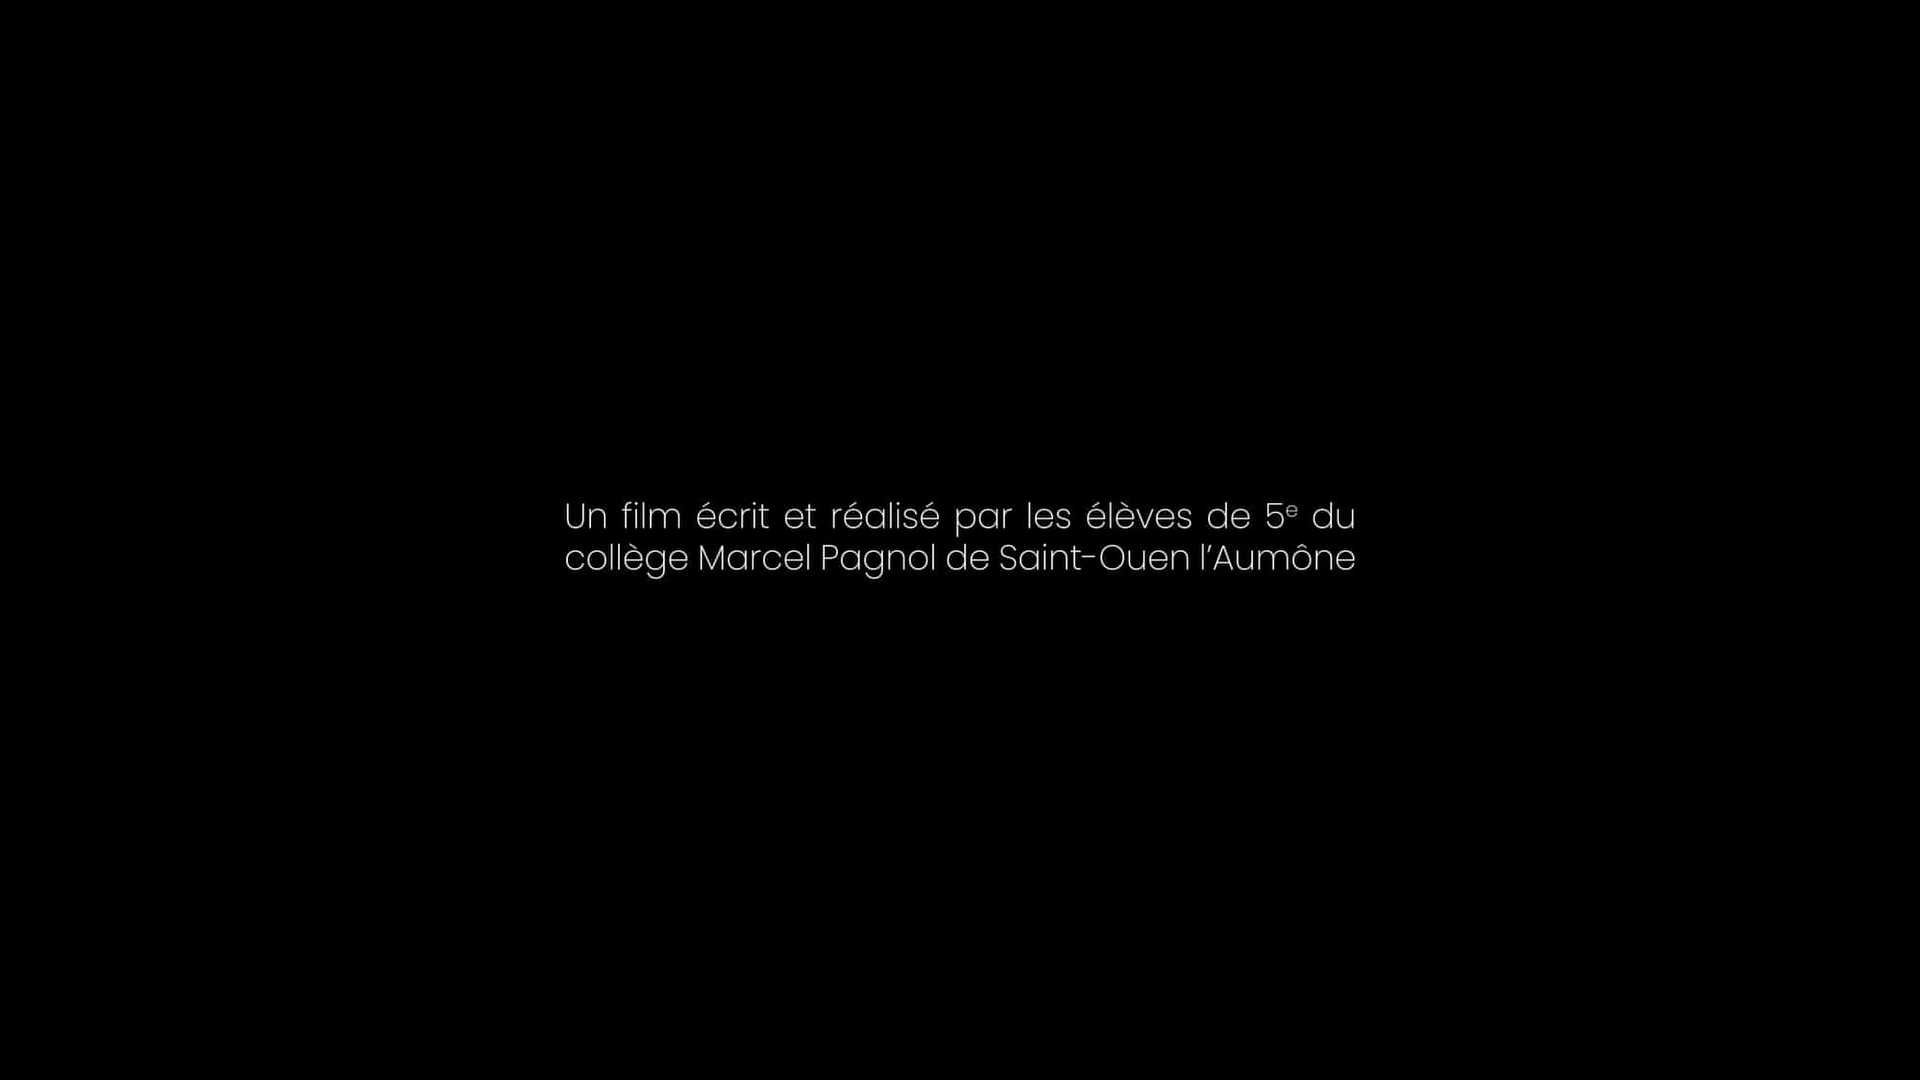 Un film écrit et réalisé par les élèves de 5ᵉ du
collège Marcel Pagnol de Saint-Ouen l’Aumône